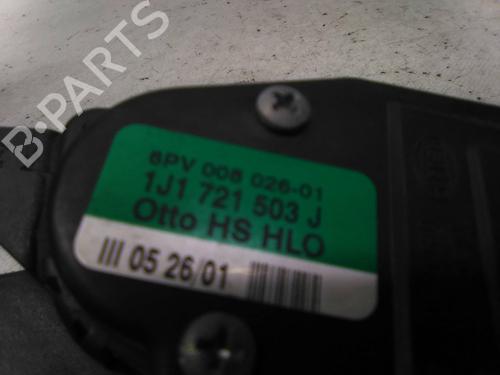 B-PARTS
6PV 008 026-01
1J1 721 503 J
Otto HS HLO
III 05 26/01